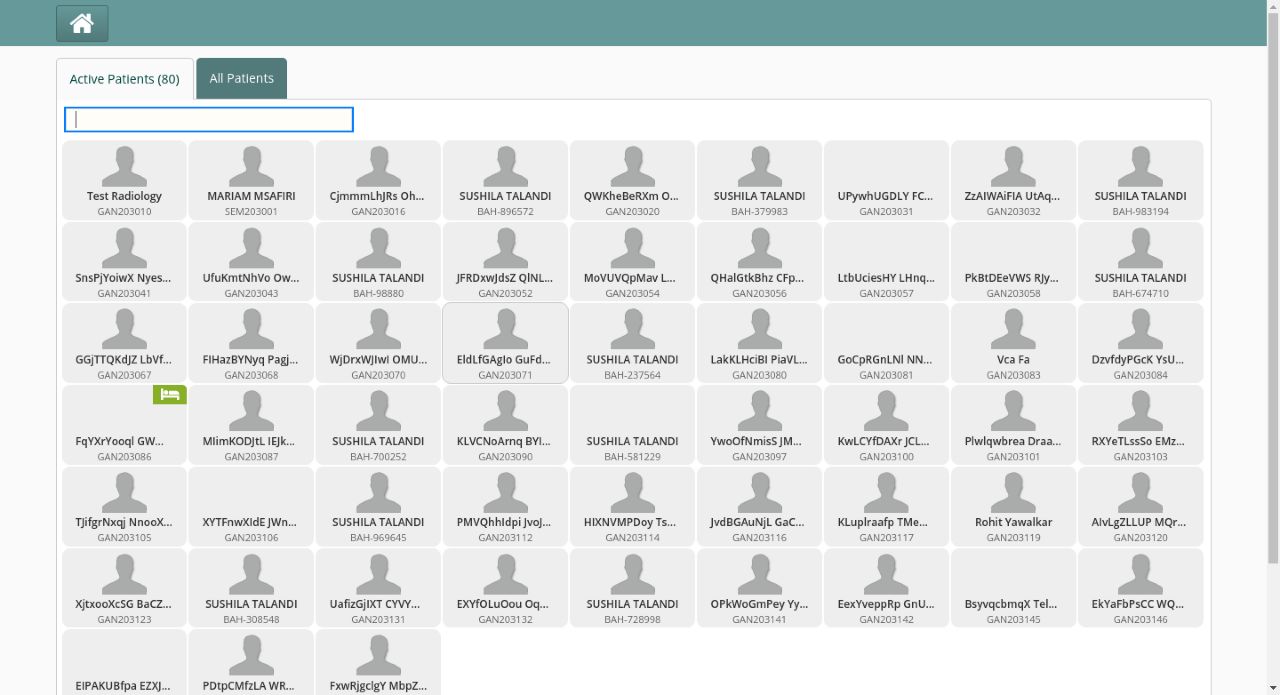 Active Patients (80)
All Patients
Test Radiology
GAN203010
MARIAM MSAFIRI
SEM203001
CjmmmLhJRs Oh...
GAN203016
SUSHILA TALANDI
BAH-896572
QWKheBeRXm O...
GAN203020
SUSHILA TALANDI
BAH-379983
UPywhUGDLY FC...
GAN203031
ZzAIWAiFIA UtAq...
GAN203032
SUSHILA TALANDI
BAH-983194
SnsPjYoiwX Nyes...
GAN203041
UfuKmtNhVo Ow...
GAN203043
SUSHILA TALANDI
BAH-98880
JFRDxwJdsZ QlNL...
GAN203052
MoVUVQpMav L...
GAN203054
QHalGtkBhz CFp...
GAN203056
LtbUciesHY LHnq...
GAN203057
PkBtDEeVWS RJy...
GAN203058
SUSHILA TALANDI
BAH-674710
GGjTTQKdJZ LbVf...
GAN203067
FIHazBYNyq Pagj...
GAN203068
WjDrxWJIwI OMU...
GAN203070
EldLfGAgIo GuFd...
GAN203071
SUSHILA TALANDI
BAH-237564
LakKLHciBI PiaVL...
GAN203080
GoCpRGnLNl NN...
GAN203081
Vca Fa
GAN203083
DzvfdyPGcK YsU...
GAN203084
FqYXrYooql GW...
GAN203086
MIimKODJtL IEJk...
GAN203087
SUSHILA TALANDI
BAH-700252
KLVCNoArnq BYI...
GAN203090
SUSHILA TALANDI
BAH-581229
YwoOfNmisS JM...
GAN203097
KwLCYfDAXr JCL...
GAN203100
Plwlqwbrea Draa...
GAN203101
RXYeTLssSo EMz...
GAN203103
TJifgrNxqj NnooX...
GAN203105
XYTFnwXIdE JWn...
GAN203106
SUSHILA TALANDI
BAH-969645
PMVQhhIdpi JvoJ...
GAN203112
HIXNVMPDoy Ts...
GAN203114
JvdBGAuNjL GaC...
GAN203116
KLuplraafp TMe...
GAN203117
Rohit Yawalkar
GAN203119
AIvLgZLLUP MQr...
GAN203120
XjtxooXcSG BaCZ...
GAN203123
SUSHILA TALANDI
BAH-308548
UafizGjIXT CYVY...
GAN203131
EXYfOLuOou Oq...
GAN203132
SUSHILA TALANDI
BAH-728998
OPkWoGmPey Yy...
GAN203141
EexYveppRp GnU...
GAN203142
BsyvqcbmqX Tel...
GAN203145
EkYaFbPsCC WQ...
GAN203146
EIPAKUBfpa EZXJ...
PDtpCMfzLA WR...
FxwRjgclgY MbpZ...